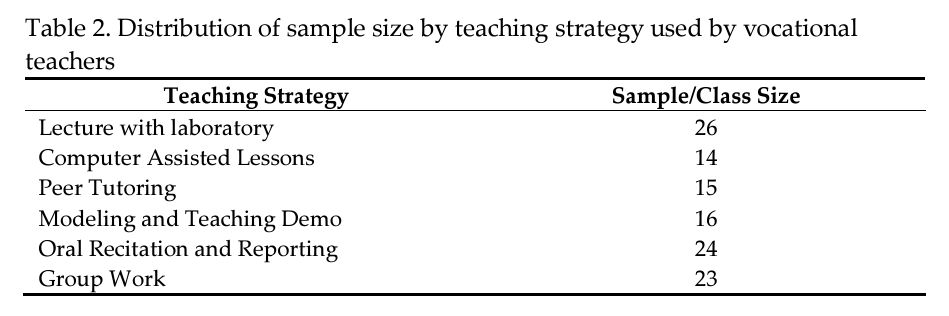 Table 2. Distribution of sample size by teaching strategy used by vocational
teachers
Teaching Strategy Sample/Class Size
Lecture with laboratory 26
Computer Assisted Lessons 14
Peer Tutoring 15
Modeling and Teaching Demo 16
Oral Recitation and Reporting 24
Group Work 23